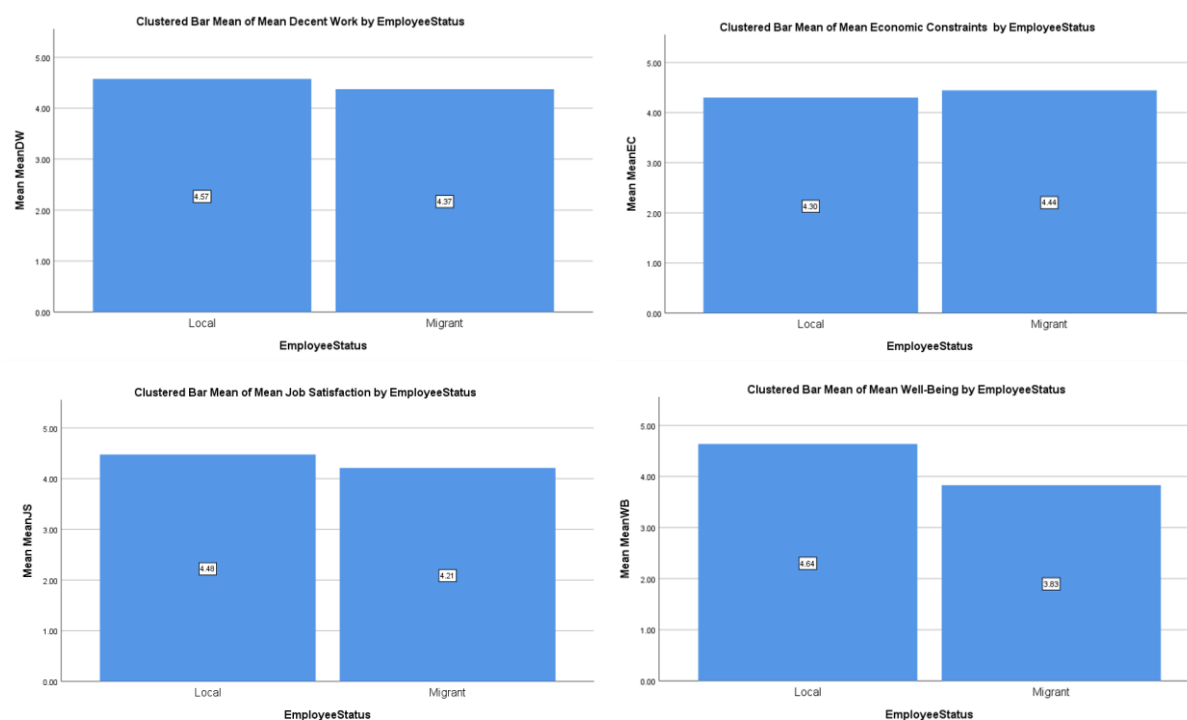 Clustered Bar Mean of Mean Decent Work by EmployeeStatus
Mean MeanDW
5.00
4.00
3.00
2.00
1.00
0.00
4.57
4.37
Local
Migrant
EmployeeStatus
Clustered Bar Mean of Mean Economic Constraints by EmployeeStatus
Mean MeanEC
5.00
4.00
3.00
2.00
1.00
0.00
4.30
4.44
Local
Migrant
EmployeeStatus
Clustered Bar Mean of Mean Job Satisfaction by EmployeeStatus
Mean MeanJS
5.00
4.00
3.00
2.00
1.00
0.00
4.48
4.21
Local
Migrant
EmployeeStatus
Clustered Bar Mean of Mean Well-Being by EmployeeStatus
Mean MeanWB
5.00
4.00
3.00
2.00
1.00
0.00
4.64
3.83
Local
Migrant
EmployeeStatus